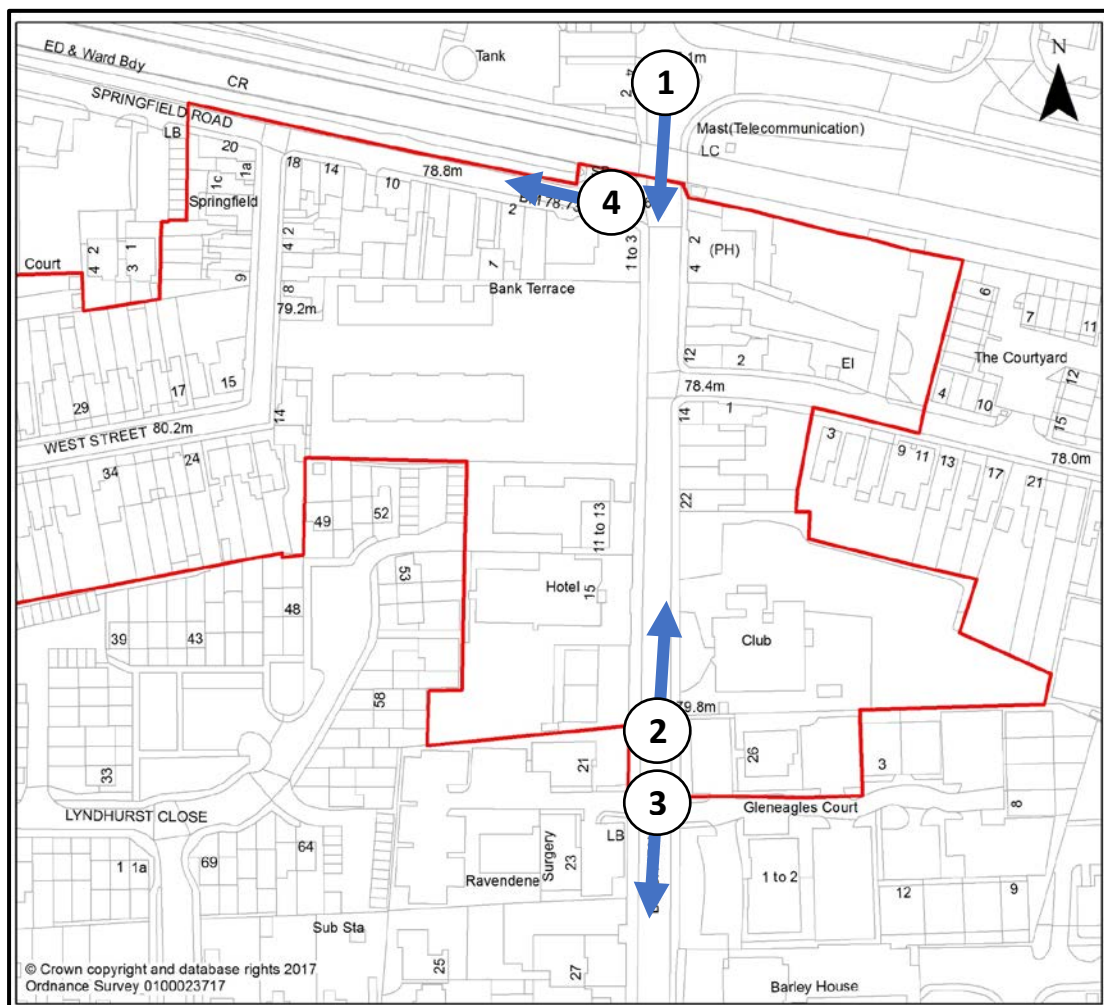 ED & Ward Bdy
CR
Tank
N
SPRINGFIELD ROAD
LB
Mast(Telecommunication)
LC
1
4
20
1a
1c
Springfield
18
14
10
78.8m
2
1 to 3
2
4
(PH)
Court
4 2
3 1
9
4 2
8
79.2m
7
Bank Terrace
12
2
El
6
7
11
The Courtyard
12
4
10
15
78.4m
29
17
15
14
WEST STREET 80.2m
34
24
14
1
22
3
9
11
13
17
21
78.0m
49
52
53
11 to 13
Hotel
15
Club
39
43
48
58
79.8m
2
26
21
3
3
Gleneagles Court
8
33
LYNDHURST CLOSE
1 1a
69
64
LB
Ravendene
Surgery
23
1 to 2
12
9
Sub Sta
25
27
Barley House
© Crown copyright and database rights 2017
Ordnance Survey 0100023717